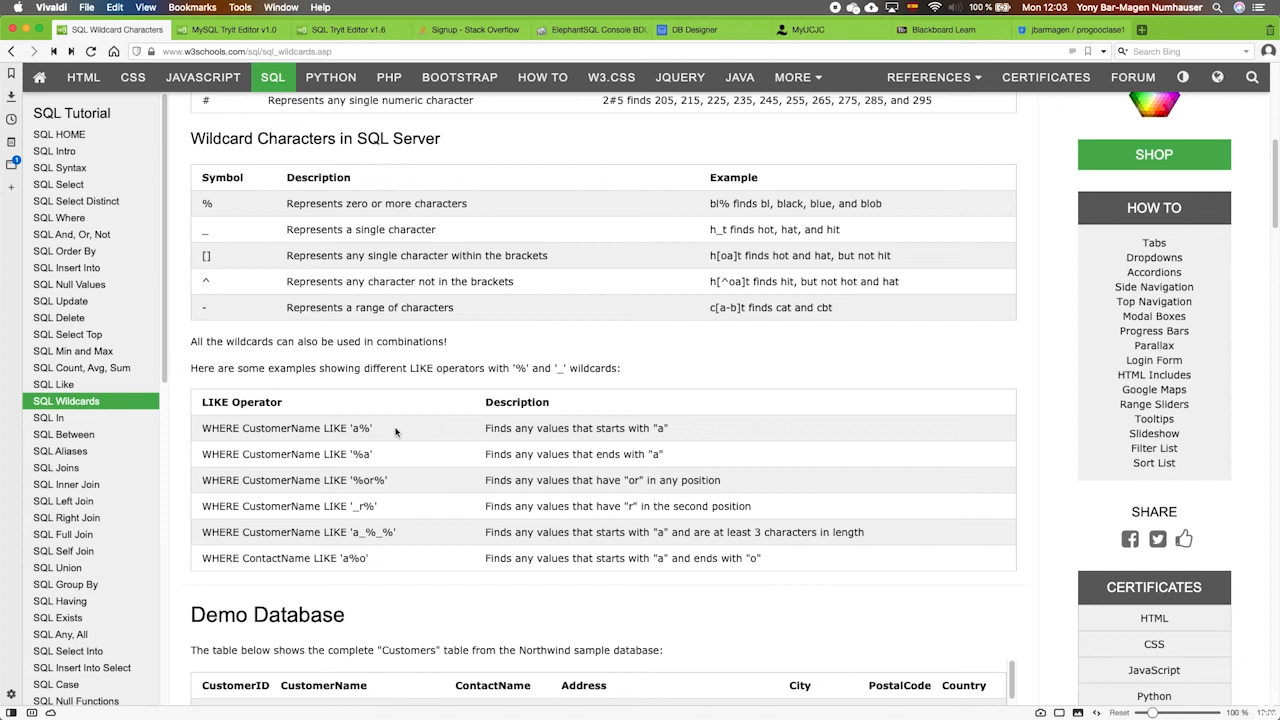 Vivaldi File Edit View Bookmarks Tools Window Help 100 % Mon 12:03 Yony Bar-Magen Numhauser
SQL Wildcard Characters MySQL Tryit Editor v1.0 SQL Tryit Editor v1.6 Signup - Stack Overflow ElephantSQL Console BD DB Designer MyUCJC Blackboard Learn jbarmagen / progooclase1
www.w3schools.com/sql/sql_wildcards.asp Search Bing
HTML CSS JAVASCRIPT SQL PYTHON PHP BOOTSTRAP HOW TO W3.CSS JQUERY JAVA MORE REFERENCES CERTIFICATES FORUM
SQL Tutorial
SQL HOME
SQL Intro
SQL Syntax
SQL Select
SQL Select Distinct
SQL Where
SQL And, Or, Not
SQL Order By
SQL Insert Into
SQL Null Values
SQL Update
SQL Delete
SQL Select Top
SQL Min and Max
SQL Count, Avg, Sum
SQL Like
SQL Wildcards
SQL In
SQL Between
SQL Aliases
SQL Joins
SQL Inner Join
SQL Left Join
SQL Right Join
SQL Full Join
SQL Self Join
SQL Union
SQL Group By
SQL Having
SQL Exists
SQL Any, All
SQL Select Into
SQL Insert Into Select
SQL Case
SQL Null Functions
# Represents any single numeric character 2#5 finds 205, 215, 225, 235, 245, 255, 265, 275, 285, and 295
Wildcard Characters in SQL Server
Symbol Description Example
% Represents zero or more characters bl% finds bl, black, blue, and blob
_ Represents a single character h_t finds hot, hat, and hit
[] Represents any single character within the brackets h[oa]t finds hot and hat, but not hit
^ Represents any character not in the brackets h[^oa]t finds hit, but not hot and hat
- Represents a range of characters c[a-b]t finds cat and cbt
All the wildcards can also be used in combinations!
Here are some examples showing different LIKE operators with '%' and '_' wildcards:
LIKE Operator Description
WHERE CustomerName LIKE 'a%' Finds any values that starts with "a"
WHERE CustomerName LIKE '%a' Finds any values that ends with "a"
WHERE CustomerName LIKE '%or%' Finds any values that have "or" in any position
WHERE CustomerName LIKE '_r%' Finds any values that have "r" in the second position
WHERE CustomerName LIKE 'a_%_%' Finds any values that starts with "a" and are at least 3 characters in length
WHERE ContactName LIKE 'a%o' Finds any values that starts with "a" and ends with "o"
Demo Database
The table below shows the complete "Customers" table from the Northwind sample database:
CustomerID CustomerName ContactName Address City PostalCode Country
SHOP
HOW TO
Tabs
Dropdowns
Accordions
Side Navigation
Top Navigation
Modal Boxes
Progress Bars
Parallax
Login Form
HTML Includes
Google Maps
Range Sliders
Tooltips
Slideshow
Filter List
Sort List
SHARE
CERTIFICATES
HTML
CSS
JavaScript
Python
Reset 100 %